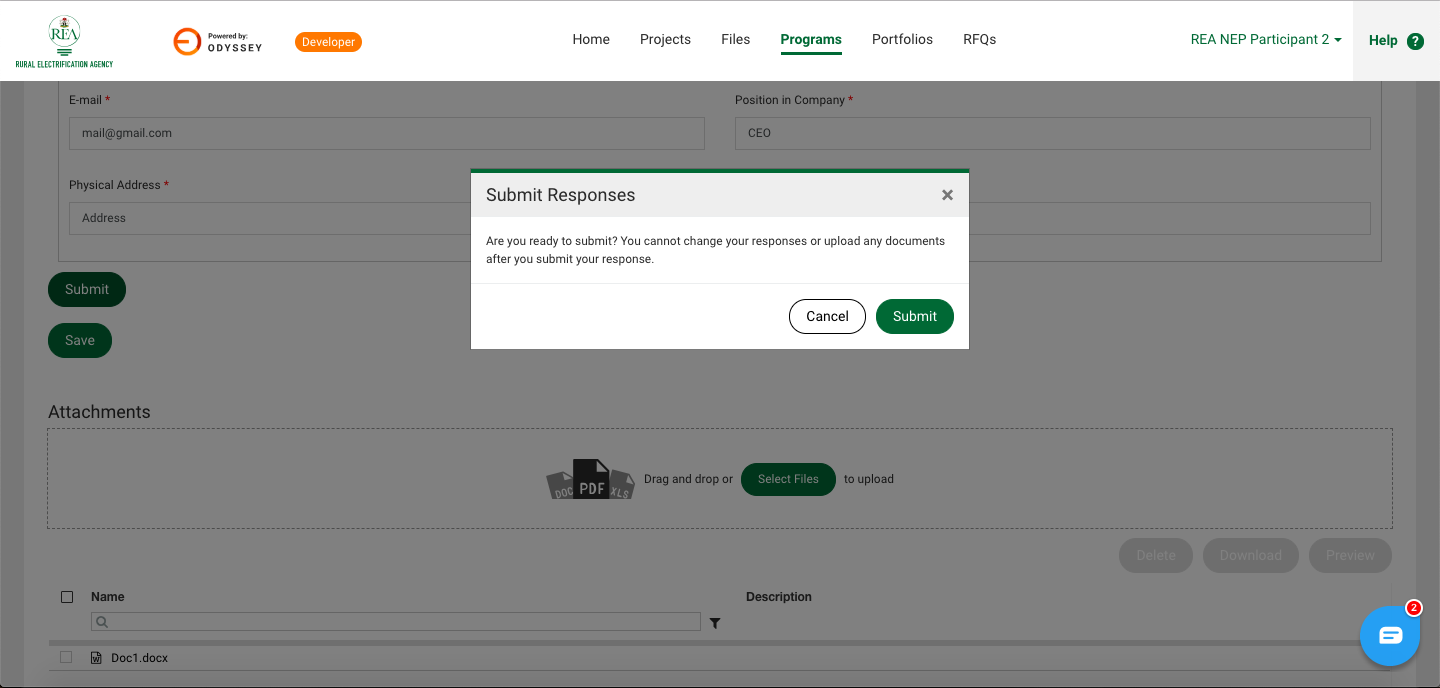 REA
RURAL ELECTRIFICATION AGENCY
Powered by:
ODYSSEY
Developer
Home Projects Files Programs Portfolios RFQs
REA NEP Participant 2
Help ?
E-mail * Position in Company *
mail@gmail.com CEO
Physical Address *
Address
Submit Responses ×
Are you ready to submit? You cannot change your responses or upload any documents
after you submit your response.
Cancel Submit
Submit
Save
Attachments
DOC PDF XLS Drag and drop or Select Files to upload
Delete Download Preview
Name Description
Doc1.docx
2